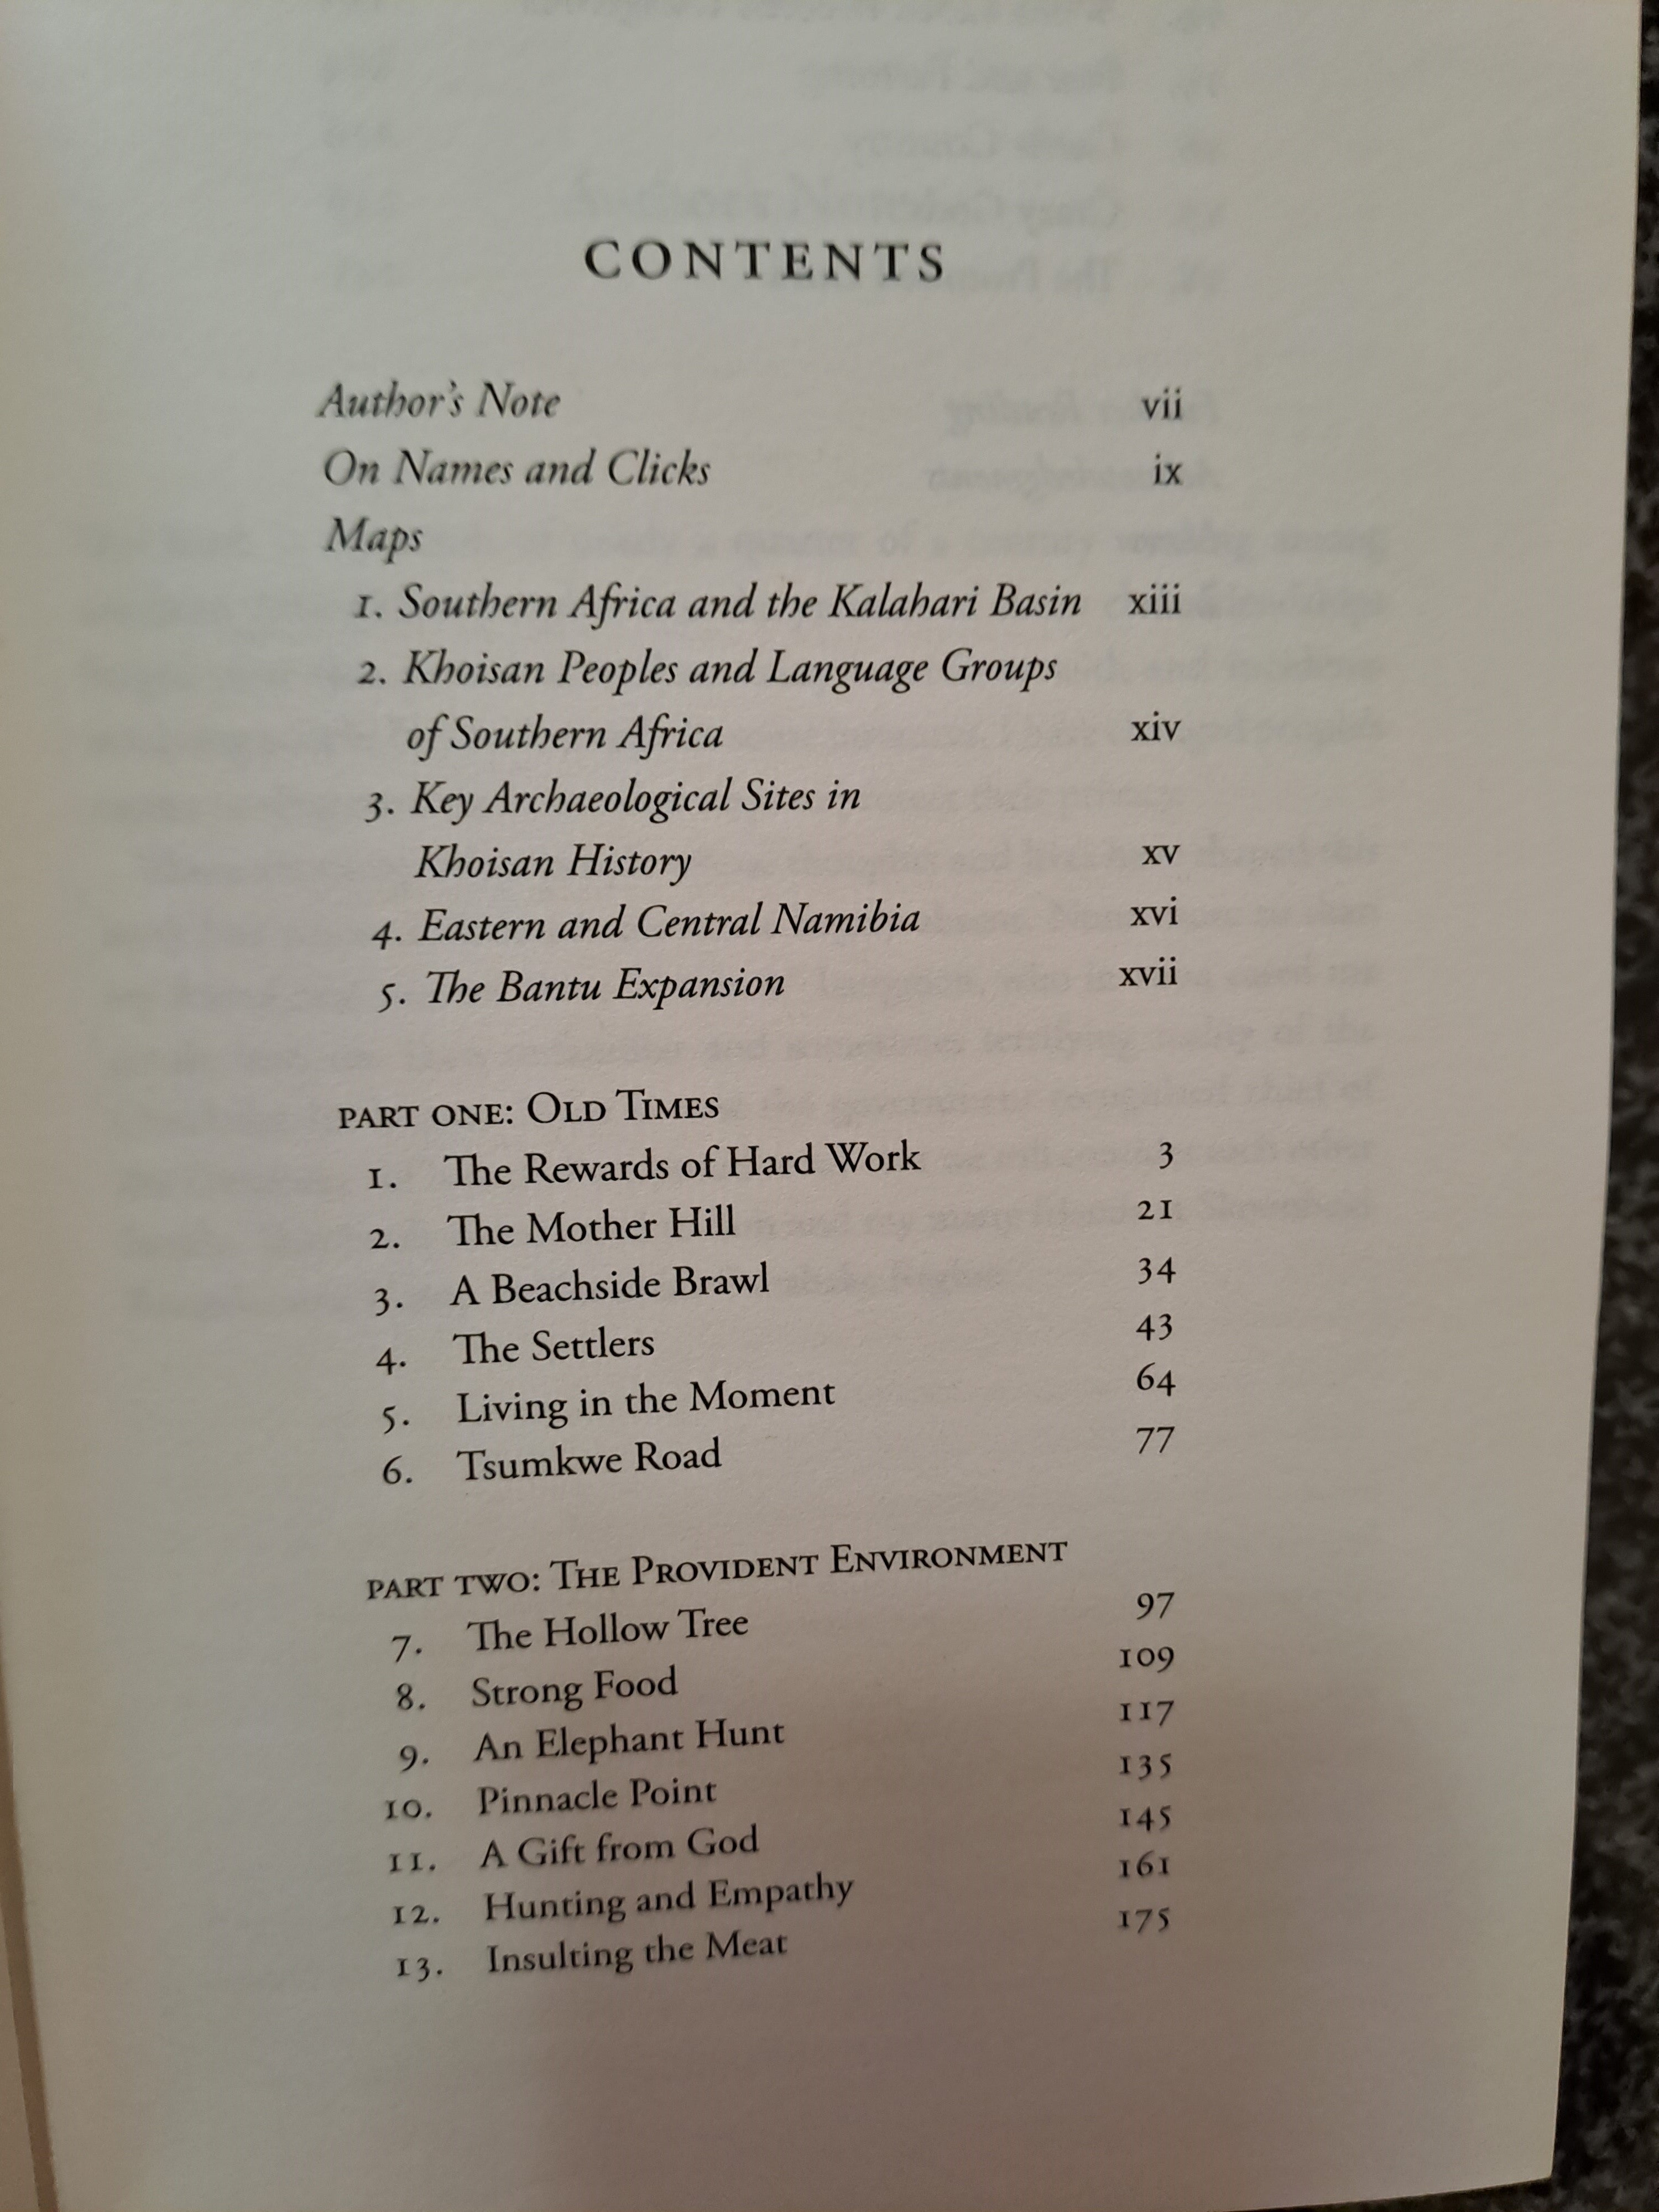 CONTENTS
Author's Note vii
On Names and Clicks ix
Maps
1. Southern Africa and the Kalahari Basin xiii
2. Khoisan Peoples and Language Groups
of Southern Africa xiv
3. Key Archaeological Sites in
Khoisan History xv
4. Eastern and Central Namibia xvi
5. The Bantu Expansion xvii
PART ONE: OLD TIMES
1. The Rewards of Hard Work 3
2. The Mother Hill 21
3. A Beachside Brawl 34
4. The Settlers 43
5. Living in the Moment 64
6. Tsumkwe Road 77
PART TWO: THE PROVIDENT ENVIRONMENT
7. The Hollow Tree 97
8. Strong Food 109
9. An Elephant Hunt 117
10. Pinnacle Point 135
11. A Gift from God 145
12. Hunting and Empathy 161
13. Insulting the Meat 175